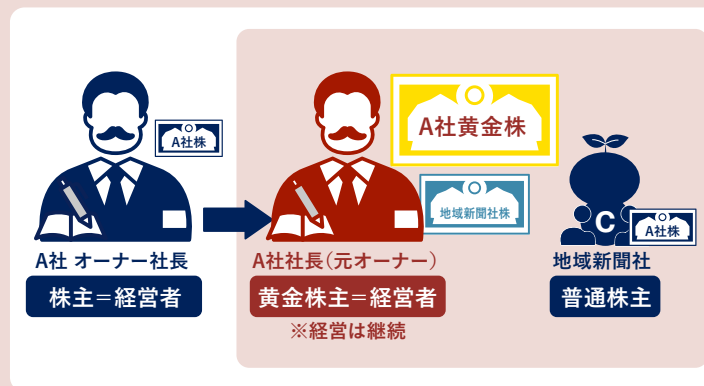 A社株
A社 オーナー社長
株主＝経営者
A社黄金株
地域新聞社株
A社社長（元オーナー）
黄金株主＝経営者
※経営は継続
C
A社株
地域新聞社
普通株主